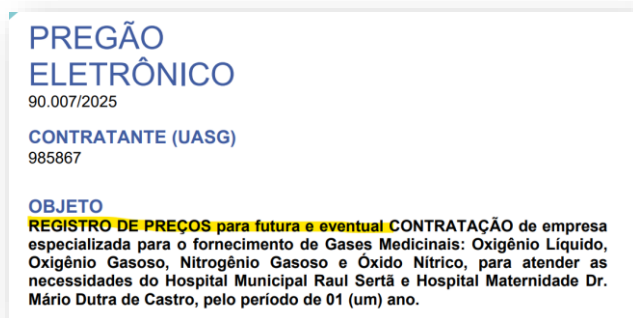 PREGÃO
ELETRÔNICO
90.007/2025
CONTRATANTE (UASG)
985867
OBJETO
REGISTRO DE PREÇOS para futura e eventual CONTRATAÇÃO de empresa
especializada para o fornecimento de Gases Medicinais: Oxigênio Líquido,
Oxigênio Gasoso, Nitrogênio Gasoso e Óxido Nítrico, para atender as
necessidades do Hospital Municipal Raul Sertã e Hospital Maternidade Dr.
Mário Dutra de Castro, pelo período de 01 (um) ano.